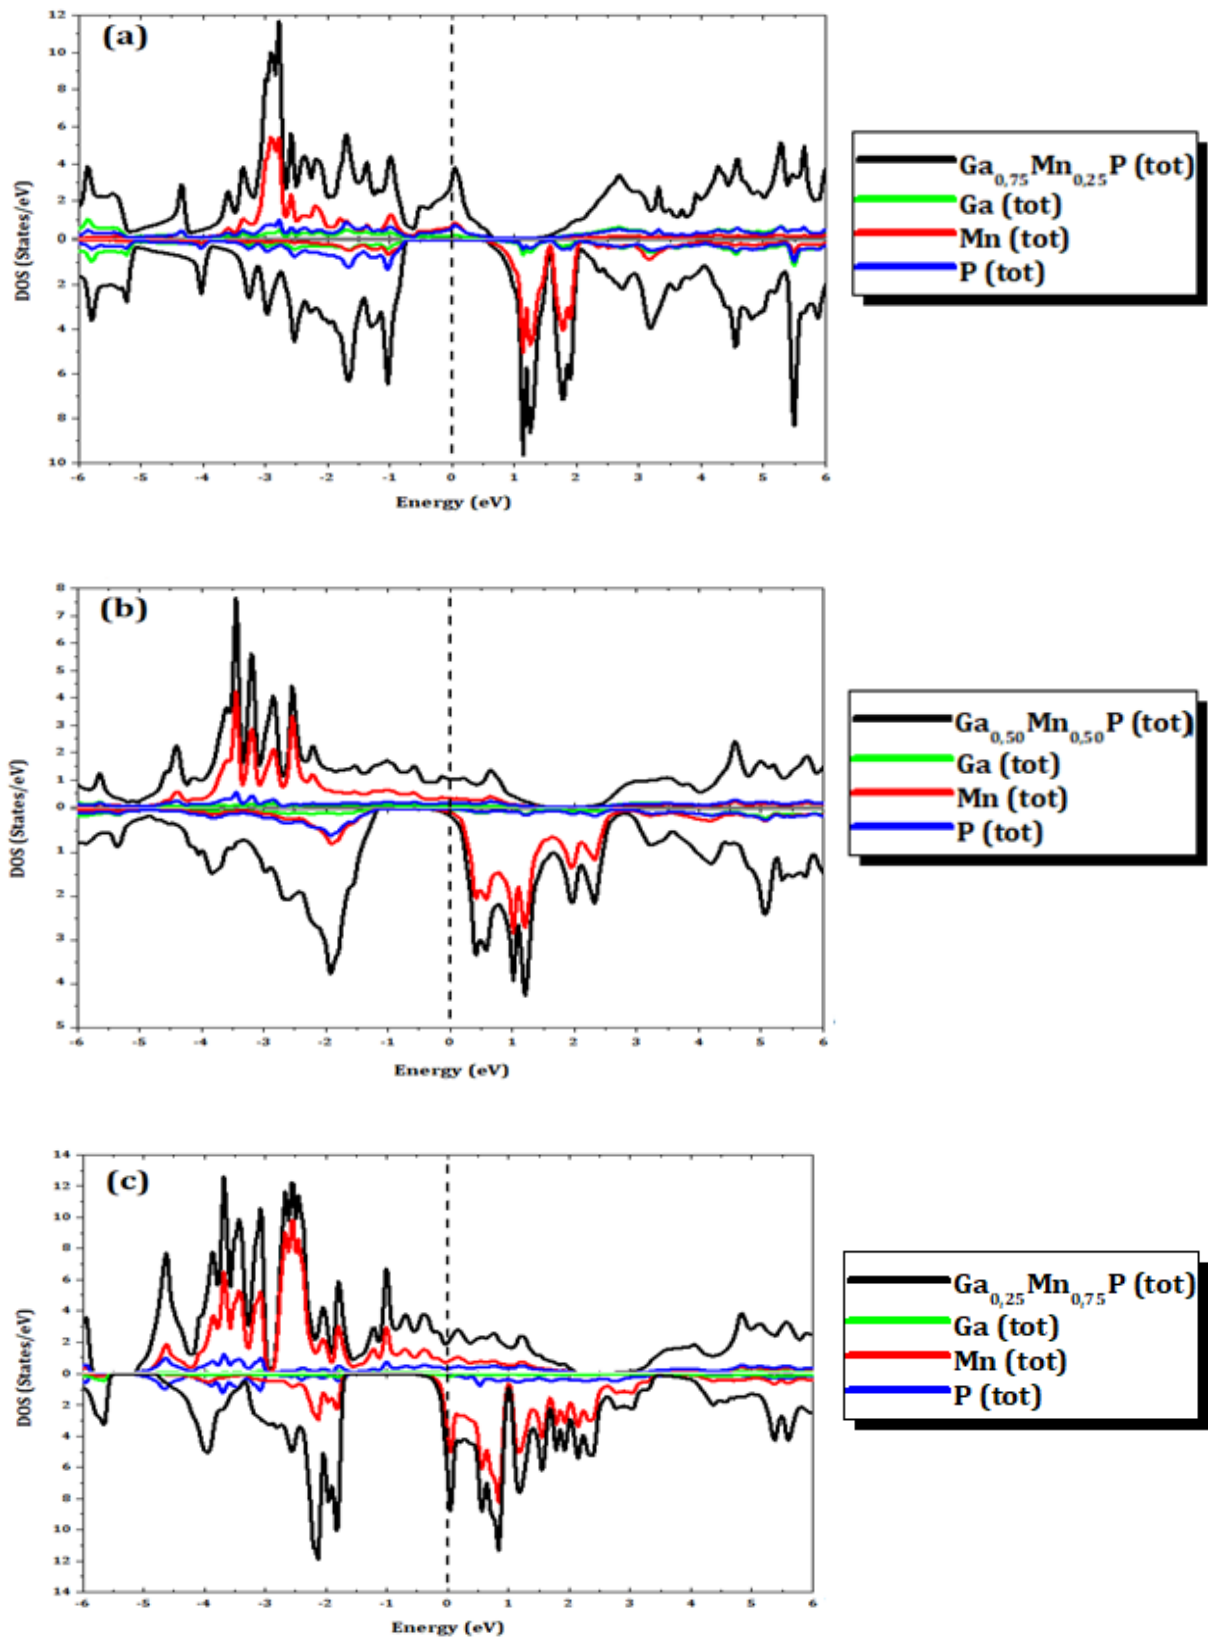 (a)
12
10
8
6
4
2
0
2
4
6
8
10
DOS (States/eV)
-6 -5 -4 -3 -2 -1 0 1 2 3 4 5 6
Energy (eV)
Ga0,75Mn0,25P (tot)
Ga (tot)
Mn (tot)
P (tot)
(b)
8
7
6
5
4
3
2
1
0
1
2
3
4
5
DOS (States/eV)
-6 -5 -4 -3 -2 -1 0 1 2 3 4 5 6
Energy (eV)
Ga0,50Mn0,50P (tot)
Ga (tot)
Mn (tot)
P (tot)
(c)
14
12
10
8
6
4
2
0
2
4
6
8
10
12
14
DOS (States/eV)
-6 -5 -4 -3 -2 -1 0 1 2 3 4 5 6
Energy (eV)
Ga0,25Mn0,75P (tot)
Ga (tot)
Mn (tot)
P (tot)